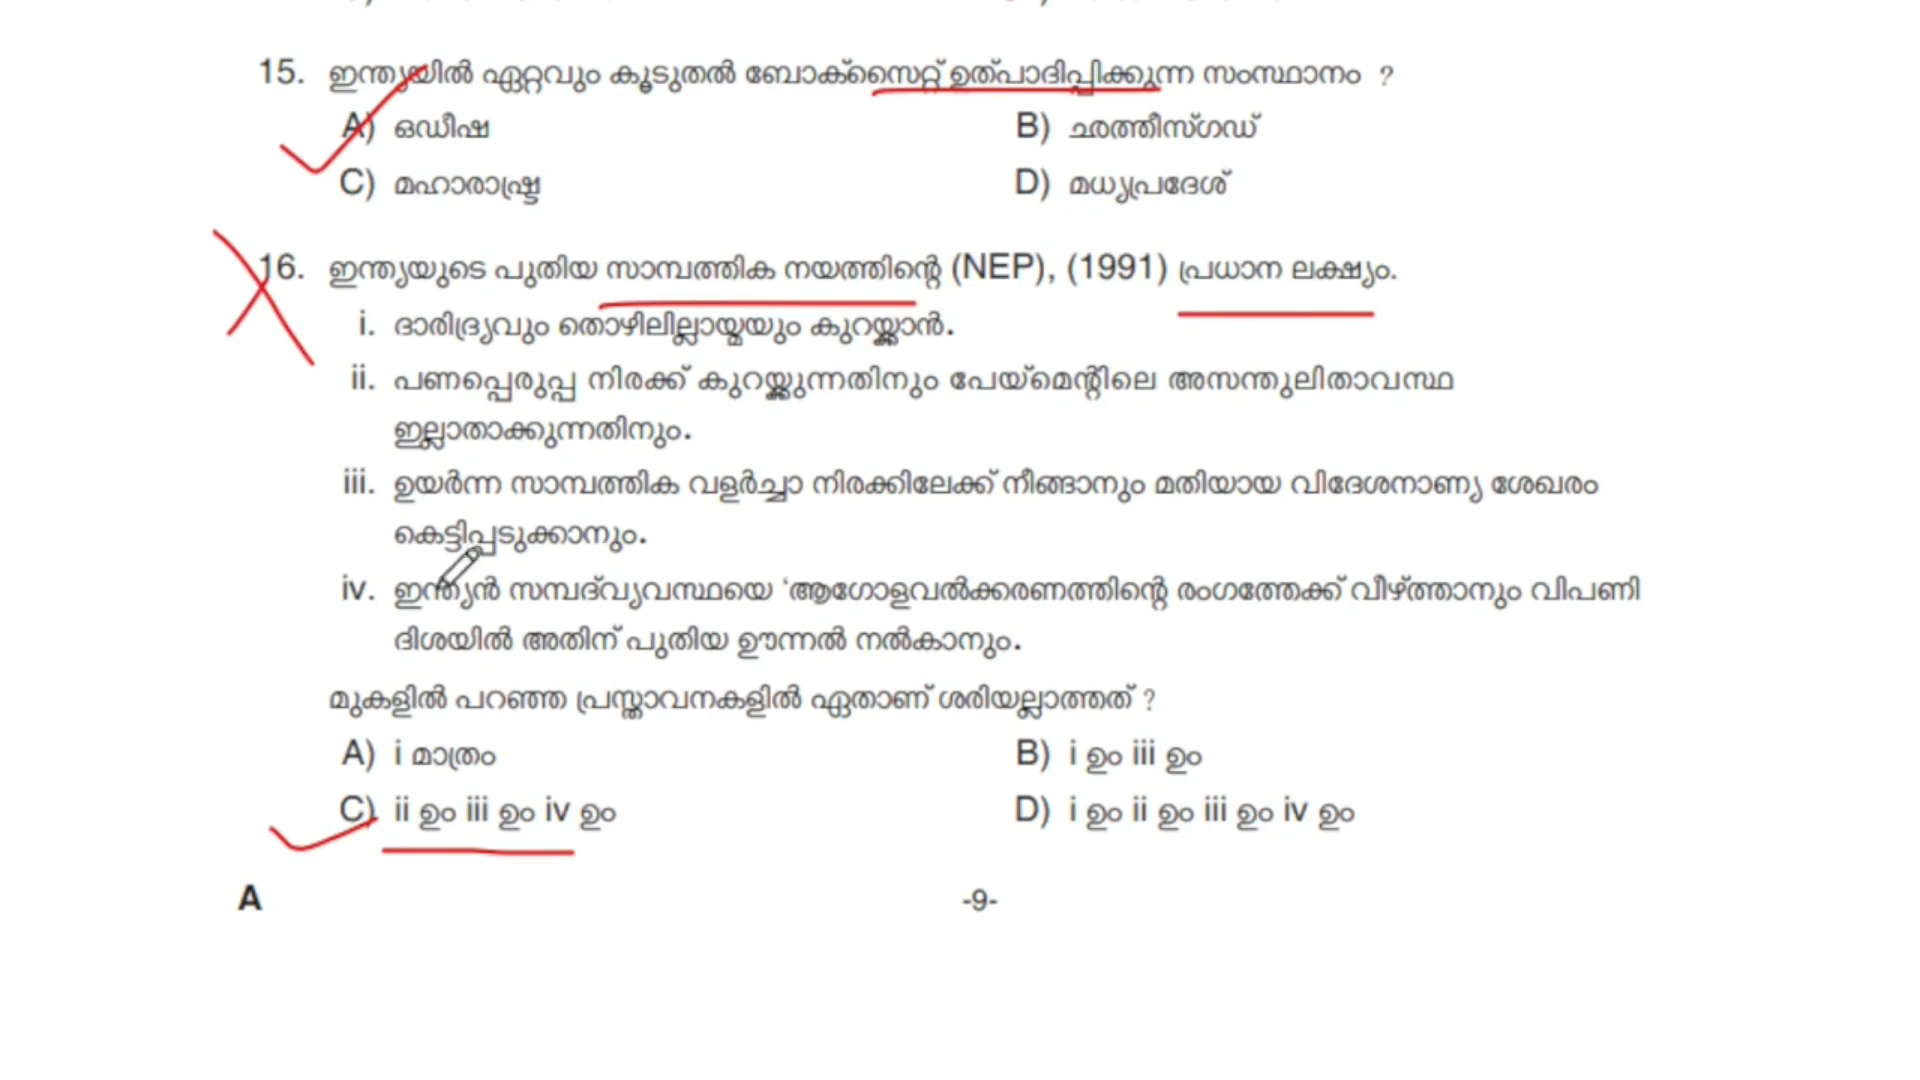 15. ഇന്ത്യയിൽ ഏറ്റവും കൂടുതൽ ബോക്സൈറ്റ് ഉത്പാദിപ്പിക്കുന്ന സംസ്ഥാനം ?
A) ഒഡീഷ B) ഛത്തീസ്ഗഡ്
C) മഹാരാഷ്ട്ര D) മധ്യപ്രദേശ്
16. ഇന്ത്യയുടെ പുതിയ സാമ്പത്തിക നയത്തിന്റെ (NEP), (1991) പ്രധാന ലക്ഷ്യം.
i. ദാരിദ്ര്യവും തൊഴിലില്ലായ്മയും കുറയ്ക്കാൻ.
ii. പണപ്പെരുപ്പ നിരക്ക് കുറയ്ക്കുന്നതിനും പേയ്മെന്റിലെ അസന്തുലിതാവസ്ഥ
ഇല്ലാതാക്കുന്നതിനും.
iii. ഉയർന്ന സാമ്പത്തിക വളർച്ചാ നിരക്കിലേക്ക് നീങ്ങാനും മതിയായ വിദേശനാണ്യ ശേഖരം
കെട്ടിപ്പടുക്കാനും.
iv. ഇന്ത്യൻ സമ്പദ്‌വ്യവസ്ഥയെ 'ആഗോളവൽക്കരണത്തിന്റെ രംഗത്തേക്ക് വീഴ്ത്താനും വിപണി
ദിശയിൽ അതിന് പുതിയ ഊന്നൽ നൽകാനും.
മുകളിൽ പറഞ്ഞ പ്രസ്താവനകളിൽ ഏതാണ് ശരിയല്ലാത്തത് ?
A) i മാത്രം B) i ഉം iii ഉം
C) ii ഉം iii ഉം iv ഉം D) i ഉം ii ഉം iii ഉം iv ഉം
A -9-